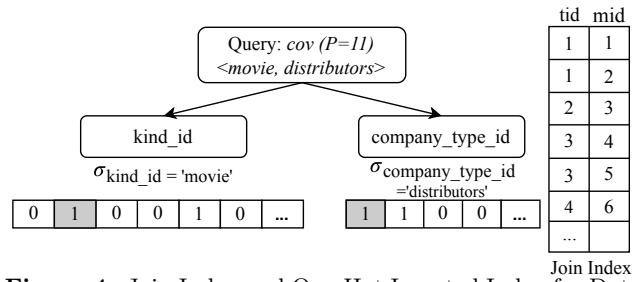 Query: cov (P=11)
<movie, distributors>
kind_id
company_type_id
σkind_id = 'movie'
σcompany_type_id
='distributors'
0 1 0 0 1 0 ...
1 1 0 0 ...
tid mid
1 1
1 2
2 3
3 4
3 5
4 6
...
Join Index